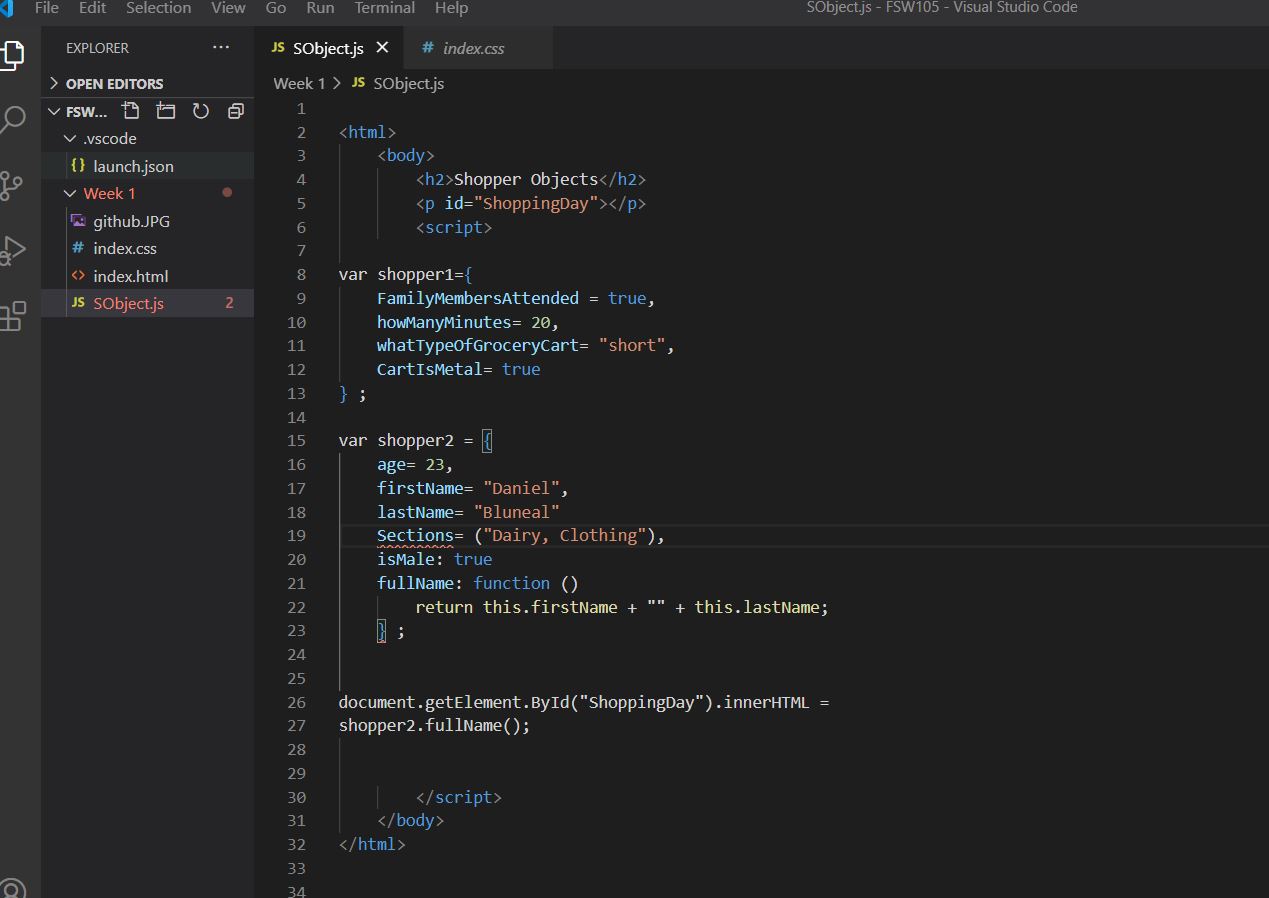 File Edit Selection View Go Run Terminal Help SObject.js - FSW105 - Visual Studio Code
EXPLORER ···
OPEN EDITORS
FSW...
.vscode
{} launch.json
Week 1
github.JPG
# index.css
<> index.html
JS SObject.js 2
JS SObject.js × # index.css
Week 1 > JS SObject.js
1
2 <html>
3 <body>
4 <h2>Shopper Objects</h2>
5 <p id="ShoppingDay"></p>
6 <script>
7
8 var shopper1={
9 FamilyMembersAttended = true,
10 howManyMinutes= 20,
11 whatTypeOfGroceryCart= "short",
12 CartIsMetal= true
13 } ;
14
15 var shopper2 = {
16 age= 23,
17 firstName= "Daniel",
18 lastName= "Bluneal"
19 Sections= ("Dairy, Clothing"),
20 isMale: true
21 fullName: function ()
22 return this.firstName + "" + this.lastName;
23 } ;
24
25
26 document.getElement.ById("ShoppingDay").innerHTML =
27 shopper2.fullName();
28
29
30 </script>
31 </body>
32 </html>
33
34